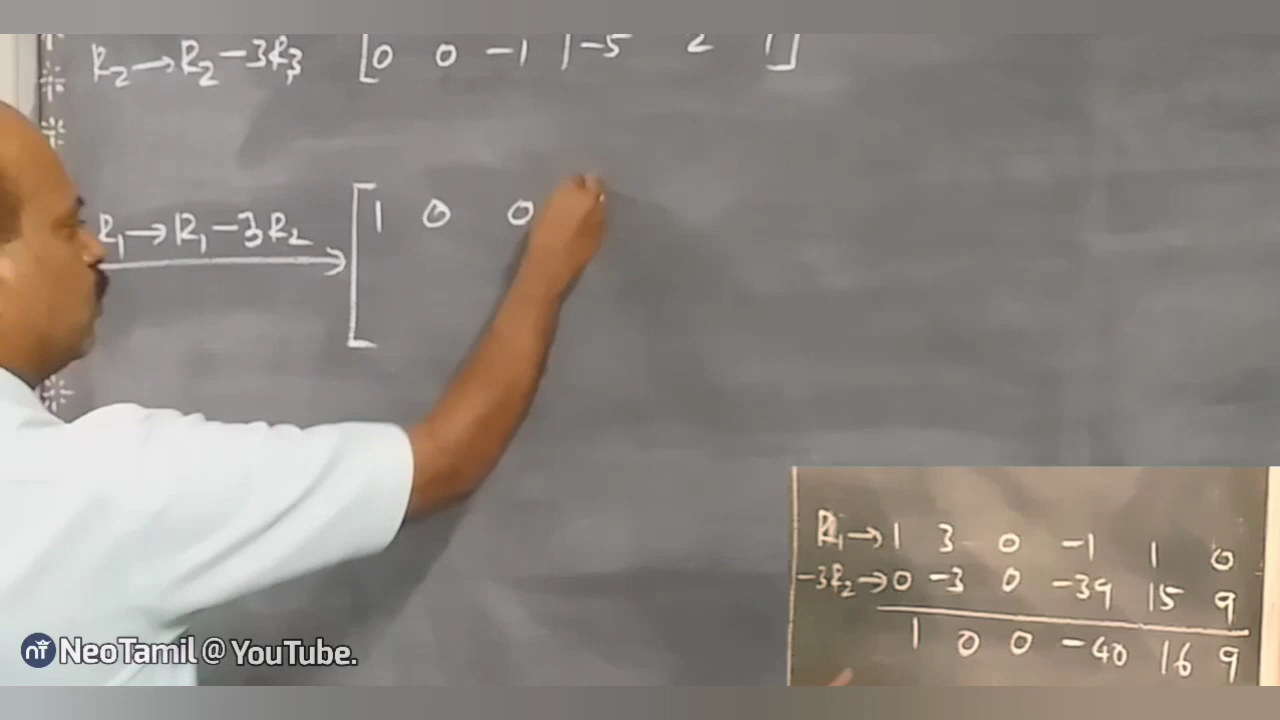 R₂→R₂-3R₃ [0 0 -1 |-5 2 1]
R₁→R₁-3R₂ [1 0 0
R₁→1 3 0 -1 1 0
-3R₂→0 -3 0 -39 15 9
1 0 0 -40 16 9
NeoTamil @ YouTube.